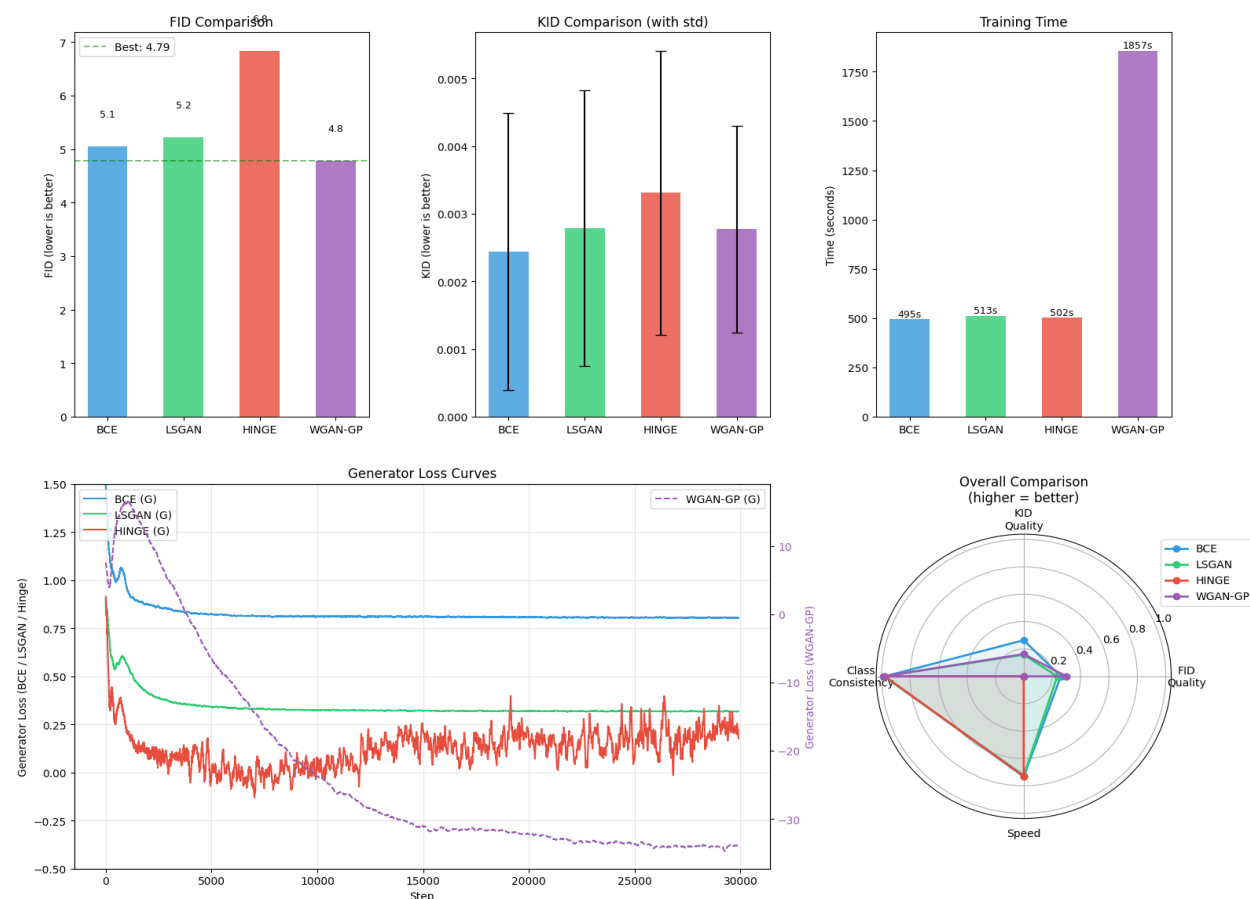 FID Comparison
6.8
Best: 4.79
5.1
5.2
4.8
FID (lower is better)
7
6
5
4
3
2
1
0
BCE
LSGAN
HINGE
WGAN-GP
KID Comparison (with std)
KID (lower is better)
0.005
0.004
0.003
0.002
0.001
0.000
BCE
LSGAN
HINGE
WGAN-GP
Training Time
Time (seconds)
1750
1500
1250
1000
750
500
250
0
495s
513s
502s
1857s
BCE
LSGAN
HINGE
WGAN-GP
Generator Loss Curves
BCE (G)
LSGAN (G)
HINGE (G)
WGAN-GP (G)
Generator Loss (BCE / LSGAN / Hinge)
1.50
1.25
1.00
0.75
0.50
0.25
0.00
−0.25
−0.50
0
5000
10000
15000
20000
25000
30000
Step
10
0
−10
−20
−30
Generator Loss (WGAN-GP)
Overall Comparison
(higher = better)
KID
Quality
BCE
LSGAN
HINGE
WGAN-GP
1.0
0.8
0.6
0.4
0.2
Class
Consistency
FID
Quality
Speed